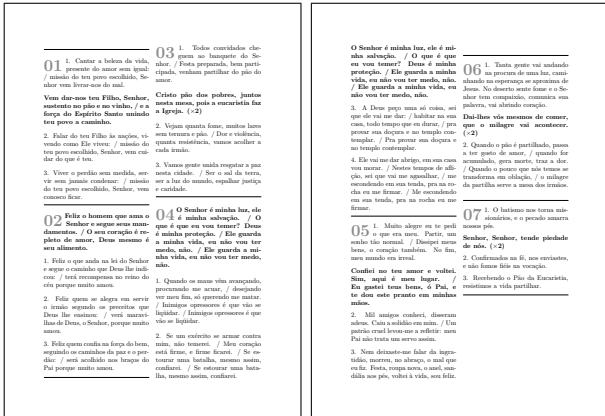 01 1. Cantar a beleza da vida,
presente do amor sem igual:
/ missão do teu povo escolhido, Se-
nhor vem livrar-nos do mal.
Vem dar-nos teu Filho, Senhor,
sustento no pão e no vinho, / e a
força do Espírito Santo unindo
teu povo a caminho.
2. Falar do teu Filho às nações, vi-
vendo como Ele viveu: / missão do
teu povo escolhido, Senhor, vem cui-
dar do que é teu.
3. Viver o perdão sem medida, ser-
vir sem jamais condenar: / missão
do teu povo escolhido, Senhor, vem
conosco ficar.
02 Feliz o homem que ama o
Senhor e segue seus man-
damentos. / O seu coração é re-
pleto de amor, Deus mesmo é
seu alimento.
1. Feliz o que anda na lei do Senhor
e segue o caminho que Deus lhe indi-
cou: / terá recompensa no reino do
céu porque muito amou.
2. Feliz quem se alegra em servir
o irmão segundo os preceitos que
Deus lhe ensinou: / verá maravi-
lhas de Deus, o Senhor, porque muito
amou.
3. Feliz quem confia na força do bem,
seguindo os caminhos da paz e o per-
dão: / será acolhido nos braços do
Pai porque muito amou.
03 1. Todos convidados che-
guem ao banquete do Se-
nhor. / Festa preparada, bem parti-
cipada, venham partilhar do pão do
amor.
Cristo pão dos pobres, juntos
nesta mesa, pois a eucaristia faz
a Igreja. (×2)
2. Vejam quanta fome, muitos lares
sem ternura e pão. / Dor e violência,
quanta resistência, vamos acolher a
cada irmão.
3. Vamos gente unida resgatar a paz
nesta cidade. / Ser o sal da terra,
ser a luz do mundo, espalhar justiça
e caridade.
04 O Senhor é minha luz, ele
é minha salvação. / O
que é que eu vou temer? Deus
é minha proteção. / Ele guarda
a minha vida, eu não vou ter
medo, não. / Ele guarda a mi-
nha vida, eu não vou ter medo,
não.
1. Quando os maus vêm avançando,
procurando me acuar, / desejando
ver meu fim, só querendo me matar.
/ Inimigos opressores é que vão se
liqüidar. / Inimigos opressores é que
vão se liqüidar.
2. Se um exército se armar contra
mim, não temerei. / Meu coração
está firme, e firme ficarei. / Se es-
tourar uma batalha, mesmo assim,
confiarei. / Se estourar uma bata-
lha, mesmo assim, confiarei.
O Senhor é minha luz, ele é mi-
nha salvação. / O que é que
eu vou temer? Deus é minha
proteção. / Ele guarda a minha
vida, eu não vou ter medo, não.
/ Ele guarda a minha vida, eu
não vou ter medo, não.
3. A Deus peço uma só coisa, sei
que ele vai me dar: / habitar na sua
casa, todo tempo que eu durar, / pra
provar sua doçura e no templo con-
templar. / Pra provar sua doçura e
no templo contemplar.
4. Ele vai me dar abrigo, em sua casa
vou morar. / Nestes tempos de afli-
ção, sei que vai me agasalhar, / me
escondendo em sua tenda, pra na ro-
cha eu me firmar. / Me escondendo
em sua tenda, pra na rocha eu me
firmar.
05 1. Muito alegre eu te pedi
o que era meu. Partir, um
sonho tão normal. / Dissipei meus
bens, o coração também. No fim,
meu mundo era irreal.
Confiei no teu amor e voltei.
Sim, aqui é meu lugar. /
Eu gastei teus bens, ó Pai, e
te dou este pranto em minhas
mãos.
2. Mil amigos conheci, disseram
adeus. Caiu a solidão em mim. / Um
patrão cruel levou-me a refletir: meu
Pai não trata um servo assim.
3. Nem deixaste-me falar da ingra-
tidão, morreu, no abraço, o mal que
eu fiz. Festa, roupa nova, o anel, san-
dália aos pés, voltei à vida, sou feliz.
06 1. Tanta gente vai andando
na procura de uma luz, cami-
nhando na esperança se aproxima de
Jesus. No deserto sente fome e o Se-
nhor tem compaixão, comunica sua
palavra, vai abrindo coração.
Dai-lhes vós mesmos de comer,
que o milagre vai acontecer.
(×2)
2. Quando o pão é partilhado, passa
a ter gosto de amor, / quando for
acumulado, gera morte, traz a dor.
/ Quando o pouco que nós temos se
transforma em oblação, / o milagre
da partilha serve a mesa dos irmãos.
07 1. O batismo nos torna mis-
sionários, e o pecado amarra
nossos pés.
Senhor, Senhor, tende piedade
de nós. (×2)
2. Confirmados na fé, nos enviastes,
e não fomos fiéis na vocação.
3. Recebendo o Pão da Eucaristia,
resistimos a vida partilhar.